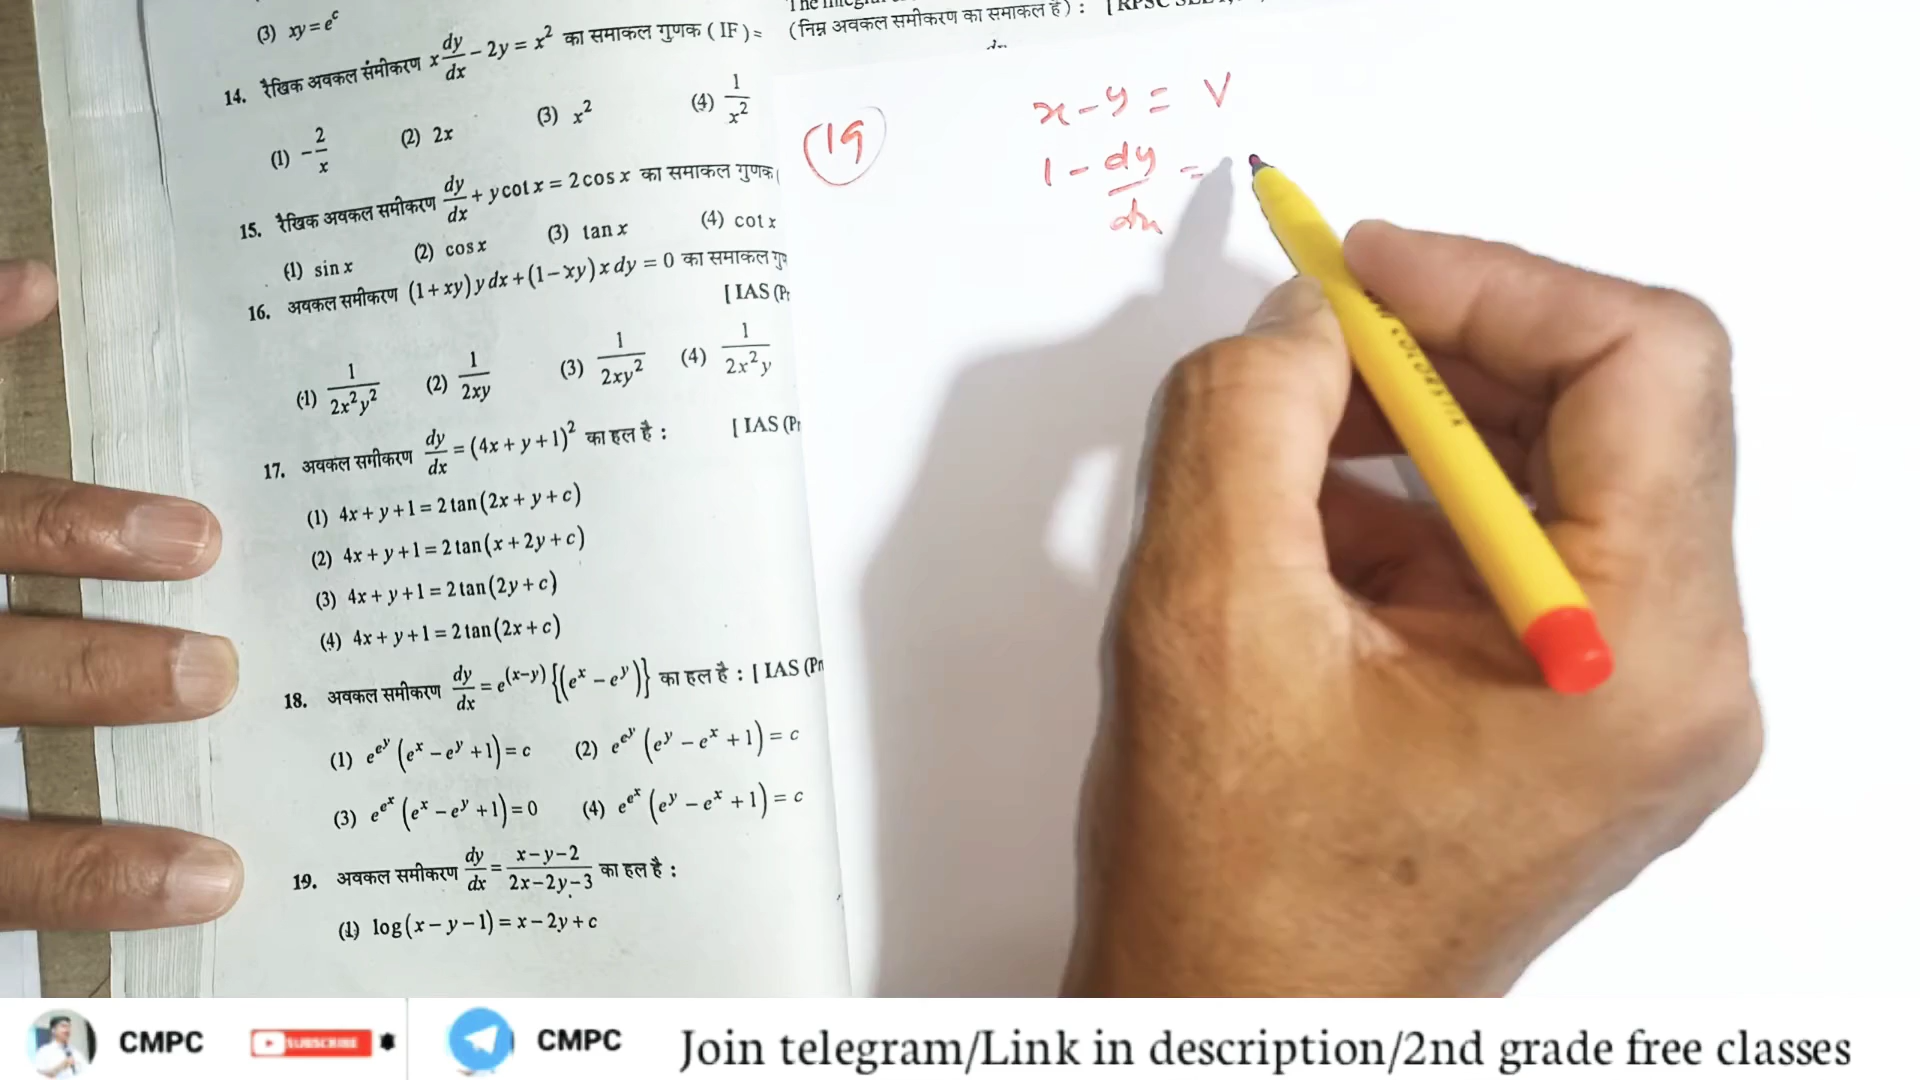 (3) xy = e^c
14. रैखिक अवकल समीकरण x dy/dx − 2y = x² का समाकल गुणक ( IF ) =
(1) −2/x (2) 2x (3) x² (4) 1/x²
15. रैखिक अवकल समीकरण dy/dx + y cot x = 2 cos x का समाकल गुणक
(1) sin x (2) cos x (3) tan x (4) cot x
16. अवकल समीकरण (1 + xy) y dx + (1 − xy) x dy = 0 का समाकल
[ IAS
(1) 1/2x²y² (2) 1/2xy (3) 1/2xy² (4) 1/2x²y
17. अवकल समीकरण dy/dx = (4x + y + 1)² का हल है : [ IAS
(1) 4x + y + 1 = 2 tan(2x + y + c)
(2) 4x + y + 1 = 2 tan(x + 2y + c)
(3) 4x + y + 1 = 2 tan(2y + c)
(4) 4x + y + 1 = 2 tan(2x + c)
18. अवकल समीकरण dy/dx = e^(x−y) {(e^x − e^y)} का हल है : [ IAS
(1) e^e^y (e^x − e^y + 1) = c (2) e^e^y (e^y − e^x + 1) = c
(3) e^e^x (e^x − e^y + 1) = 0 (4) e^e^x (e^y − e^x + 1) = c
19. अवकल समीकरण dy/dx = x−y−2/2x−2y−3 का हल है :
(1) log(x − y − 1) = x − 2y + c
(निम्न अवकल समीकरण का समाकल है) :
19
x − y = v
1 − dy/dx =
CMPC SUBSCRIBE CMPC Join telegram/Link in description/2nd grade free classes